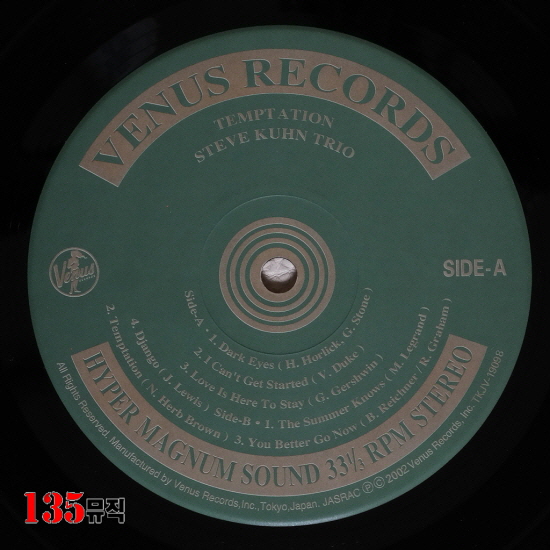 VENUS RECORDS
TEMPTATION
STEVE KUHN TRIO
Venus
SIDE-A
Side-A • 1. Dark Eyes ( H. Horlick, G. Stone )
2. I Can't Get Started ( V. Duke )
3. Love Is Here To Stay ( G. Gershwin )
4. Django ( J. Lewis ) Side-B • 1. The Summer Knows ( M. Legrand )
2. Temptation ( N. Herb Brown ) 3. You Better Go Now ( B. Reichner / R. Graham )
HYPER MAGNUM SOUND 33⅓ RPM STEREO
All Rights Reserved. Manufactured by Venus Records, Inc., Tokyo, Japan. JASRAC Ⓟ © 2002 Venus Records, Inc. TKJV-19098
135뮤직